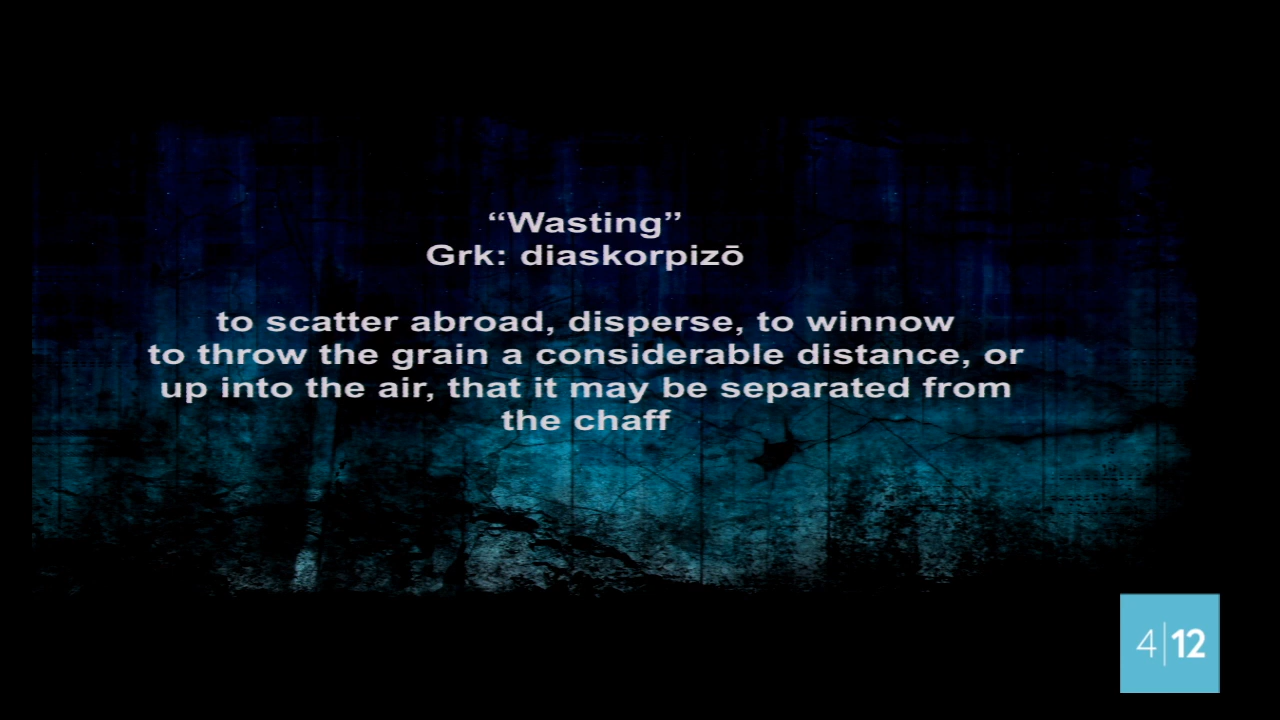 “Wasting”
Grk: diaskorpizō
to scatter abroad, disperse, to winnow
to throw the grain a considerable distance, or
up into the air, that it may be separated from
the chaff
4|12